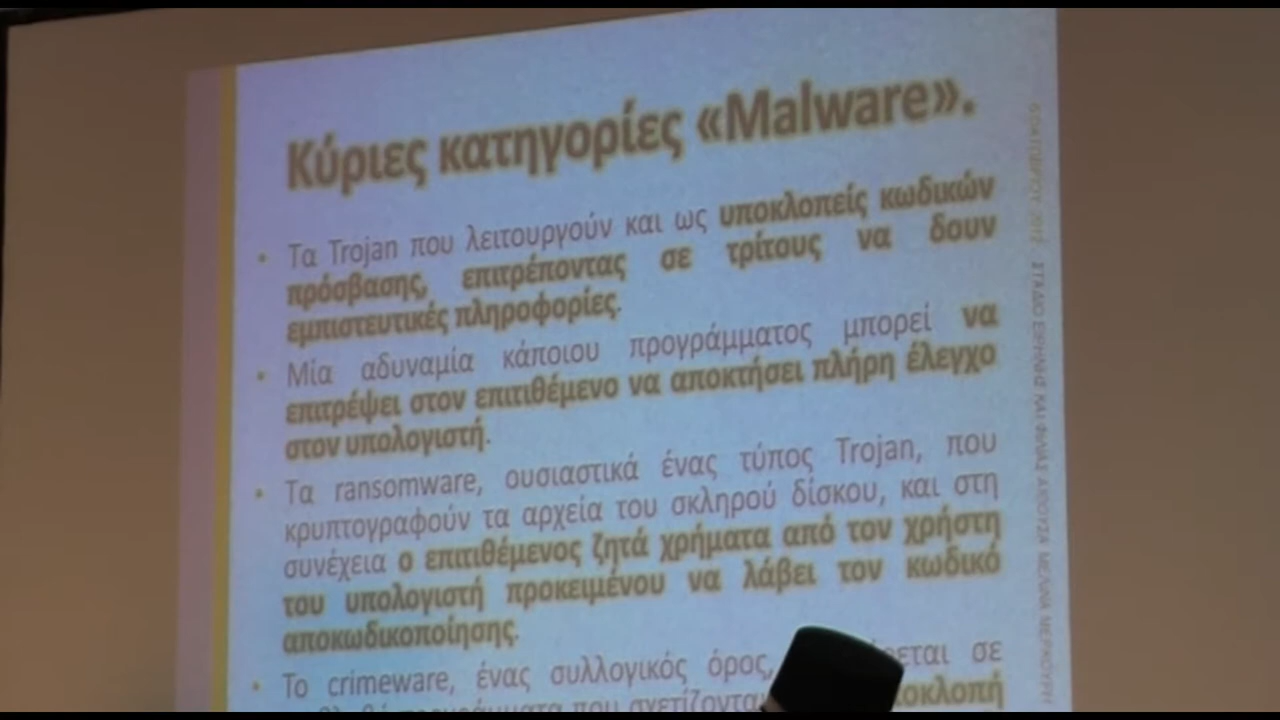 Κύριες κατηγορίες «Malware».
• Τα Trojan που λειτουργούν και ως υποκλοπείς κωδικών
πρόσβασης, επιτρέποντας σε τρίτους να δουν
εμπιστευτικές πληροφορίες.
• Μία αδυναμία κάποιου προγράμματος μπορεί να
επιτρέψει στον επιτιθέμενο να αποκτήσει πλήρη έλεγχο
στον υπολογιστή.
• Τα ransomware, ουσιαστικά ένας τύπος Trojan, που
κρυπτογραφούν τα αρχεία του σκληρού δίσκου, και στη
συνέχεια ο επιτιθέμενος ζητά χρήματα από τον χρήστη
του υπολογιστή προκειμένου να λάβει τον κωδικό
αποκωδικοποίησης.
• Το crimeware, ένας συλλογικός όρος, σε
προγράμματα που